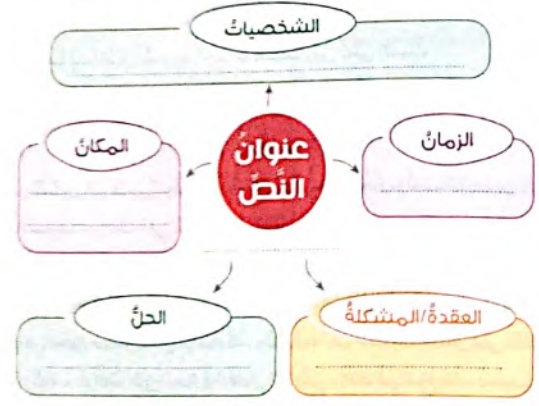 الشخصياتُ
الزمانُ
عنوانُ
النَّصِّ
المكانُ
العقدةُ/المشكلةُ
الحلُّ